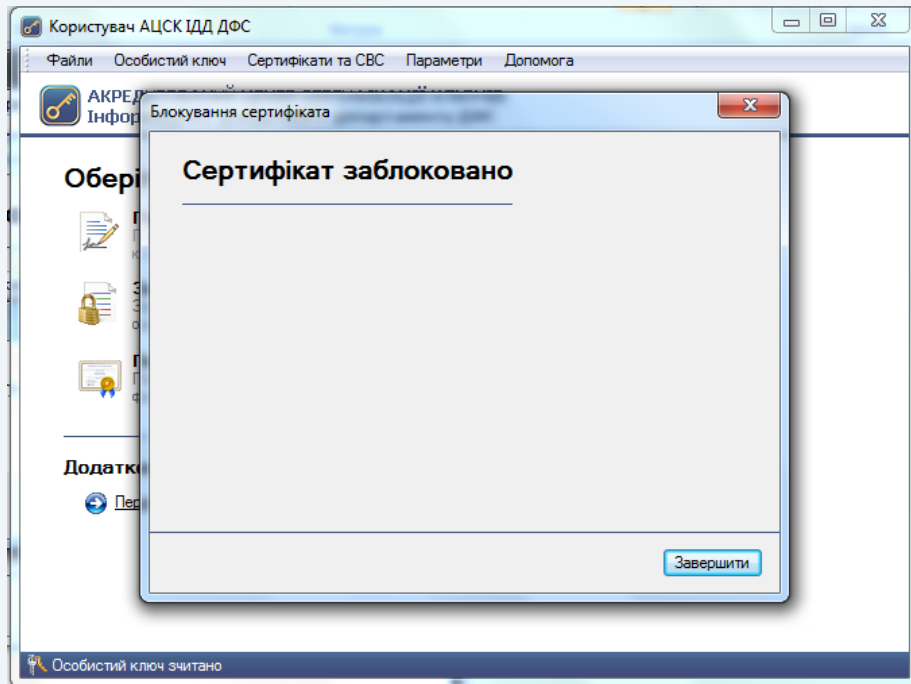 Користувач АЦСК ІДД ДФС
Файли Особистий ключ Сертифікати та СВС Параметри Допомога
Блокування сертифіката
Сертифікат заблоковано
Завершити
Особистий ключ зчитано